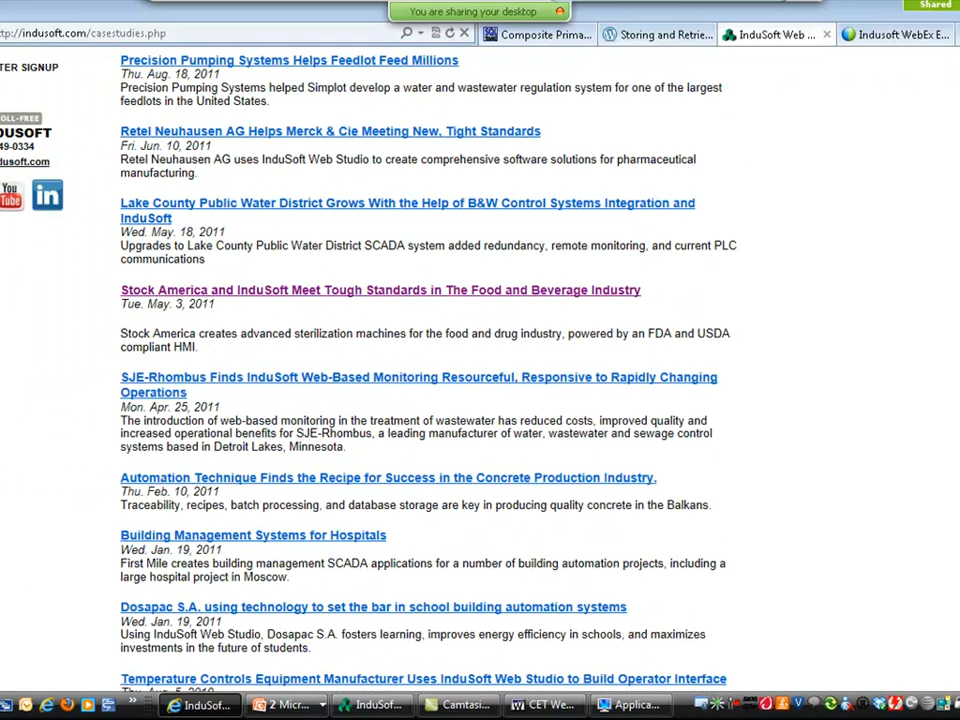 You are sharing your desktop
Shared
tp://indusoft.com/casestudies.php
Composite Prima...
Storing and Retrie...
InduSoft Web ...
Indusoft WebEx E...
TER SIGNUP
OLL-FREE
DUSOFT
49-0334
dusoft.com
You
Tube
in
Precision Pumping Systems Helps Feedlot Feed Millions
Thu. Aug. 18, 2011
Precision Pumping Systems helped Simplot develop a water and wastewater regulation system for one of the largest
feedlots in the United States.
Retel Neuhausen AG Helps Merck & Cie Meeting New, Tight Standards
Fri. Jun. 10, 2011
Retel Neuhausen AG uses InduSoft Web Studio to create comprehensive software solutions for pharmaceutical
manufacturing.
Lake County Public Water District Grows With the Help of B&W Control Systems Integration and
InduSoft
Wed. May. 18, 2011
Upgrades to Lake County Public Water District SCADA system added redundancy, remote monitoring, and current PLC
communications
Stock America and InduSoft Meet Tough Standards in The Food and Beverage Industry
Tue. May. 3, 2011
Stock America creates advanced sterilization machines for the food and drug industry, powered by an FDA and USDA
compliant HMI.
SJE-Rhombus Finds InduSoft Web-Based Monitoring Resourceful, Responsive to Rapidly Changing
Operations
Mon. Apr. 25, 2011
The introduction of web-based monitoring in the treatment of wastewater has reduced costs, improved quality and
increased operational benefits for SJE-Rhombus, a leading manufacturer of water, wastewater and sewage control
systems based in Detroit Lakes, Minnesota.
Automation Technique Finds the Recipe for Success in the Concrete Production Industry.
Thu. Feb. 10, 2011
Traceability, recipes, batch processing, and database storage are key in producing quality concrete in the Balkans.
Building Management Systems for Hospitals
Wed. Jan. 19, 2011
First Mile creates building management SCADA applications for a number of building automation projects, including a
large hospital project in Moscow.
Dosapac S.A. using technology to set the bar in school building automation systems
Wed. Jan. 19, 2011
Using InduSoft Web Studio, Dosapac S.A. fosters learning, improves energy efficiency in schools, and maximizes
investments in the future of students.
Temperature Controls Equipment Manufacturer Uses InduSoft Web Studio to Build Operator Interface
Thu. Aug. 5, 2010
InduSof...
2 Micr...
InduSof...
Camtasi...
CET We...
Applica...